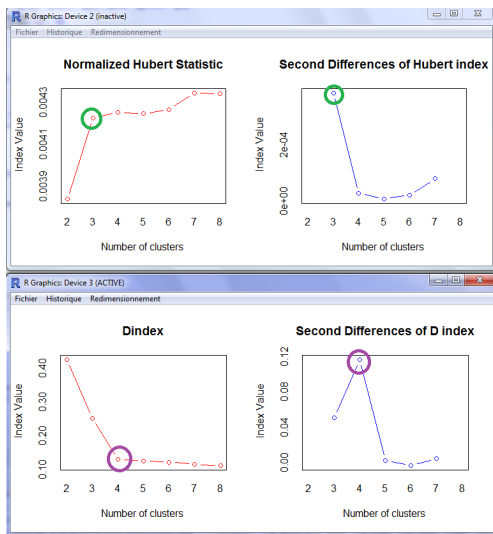 R Graphics: Device 2 (inactive)
Fichier Historique Redimensionnement
Normalized Hubert Statistic
Index Value
0.0039 0.0041 0.0043
2 3 4 5 6 7 8
Number of clusters
Second Differences of Hubert index
Index Value
0e+00 2e-04
2 3 4 5 6 7 8
Number of clusters
R Graphics: Device 3 (ACTIVE)
Fichier Historique Redimensionnement
Dindex
Index Value
0.10 0.20 0.30 0.40
2 3 4 5 6 7 8
Number of clusters
Second Differences of D index
Index Value
0.00 0.04 0.08 0.12
2 3 4 5 6 7 8
Number of clusters